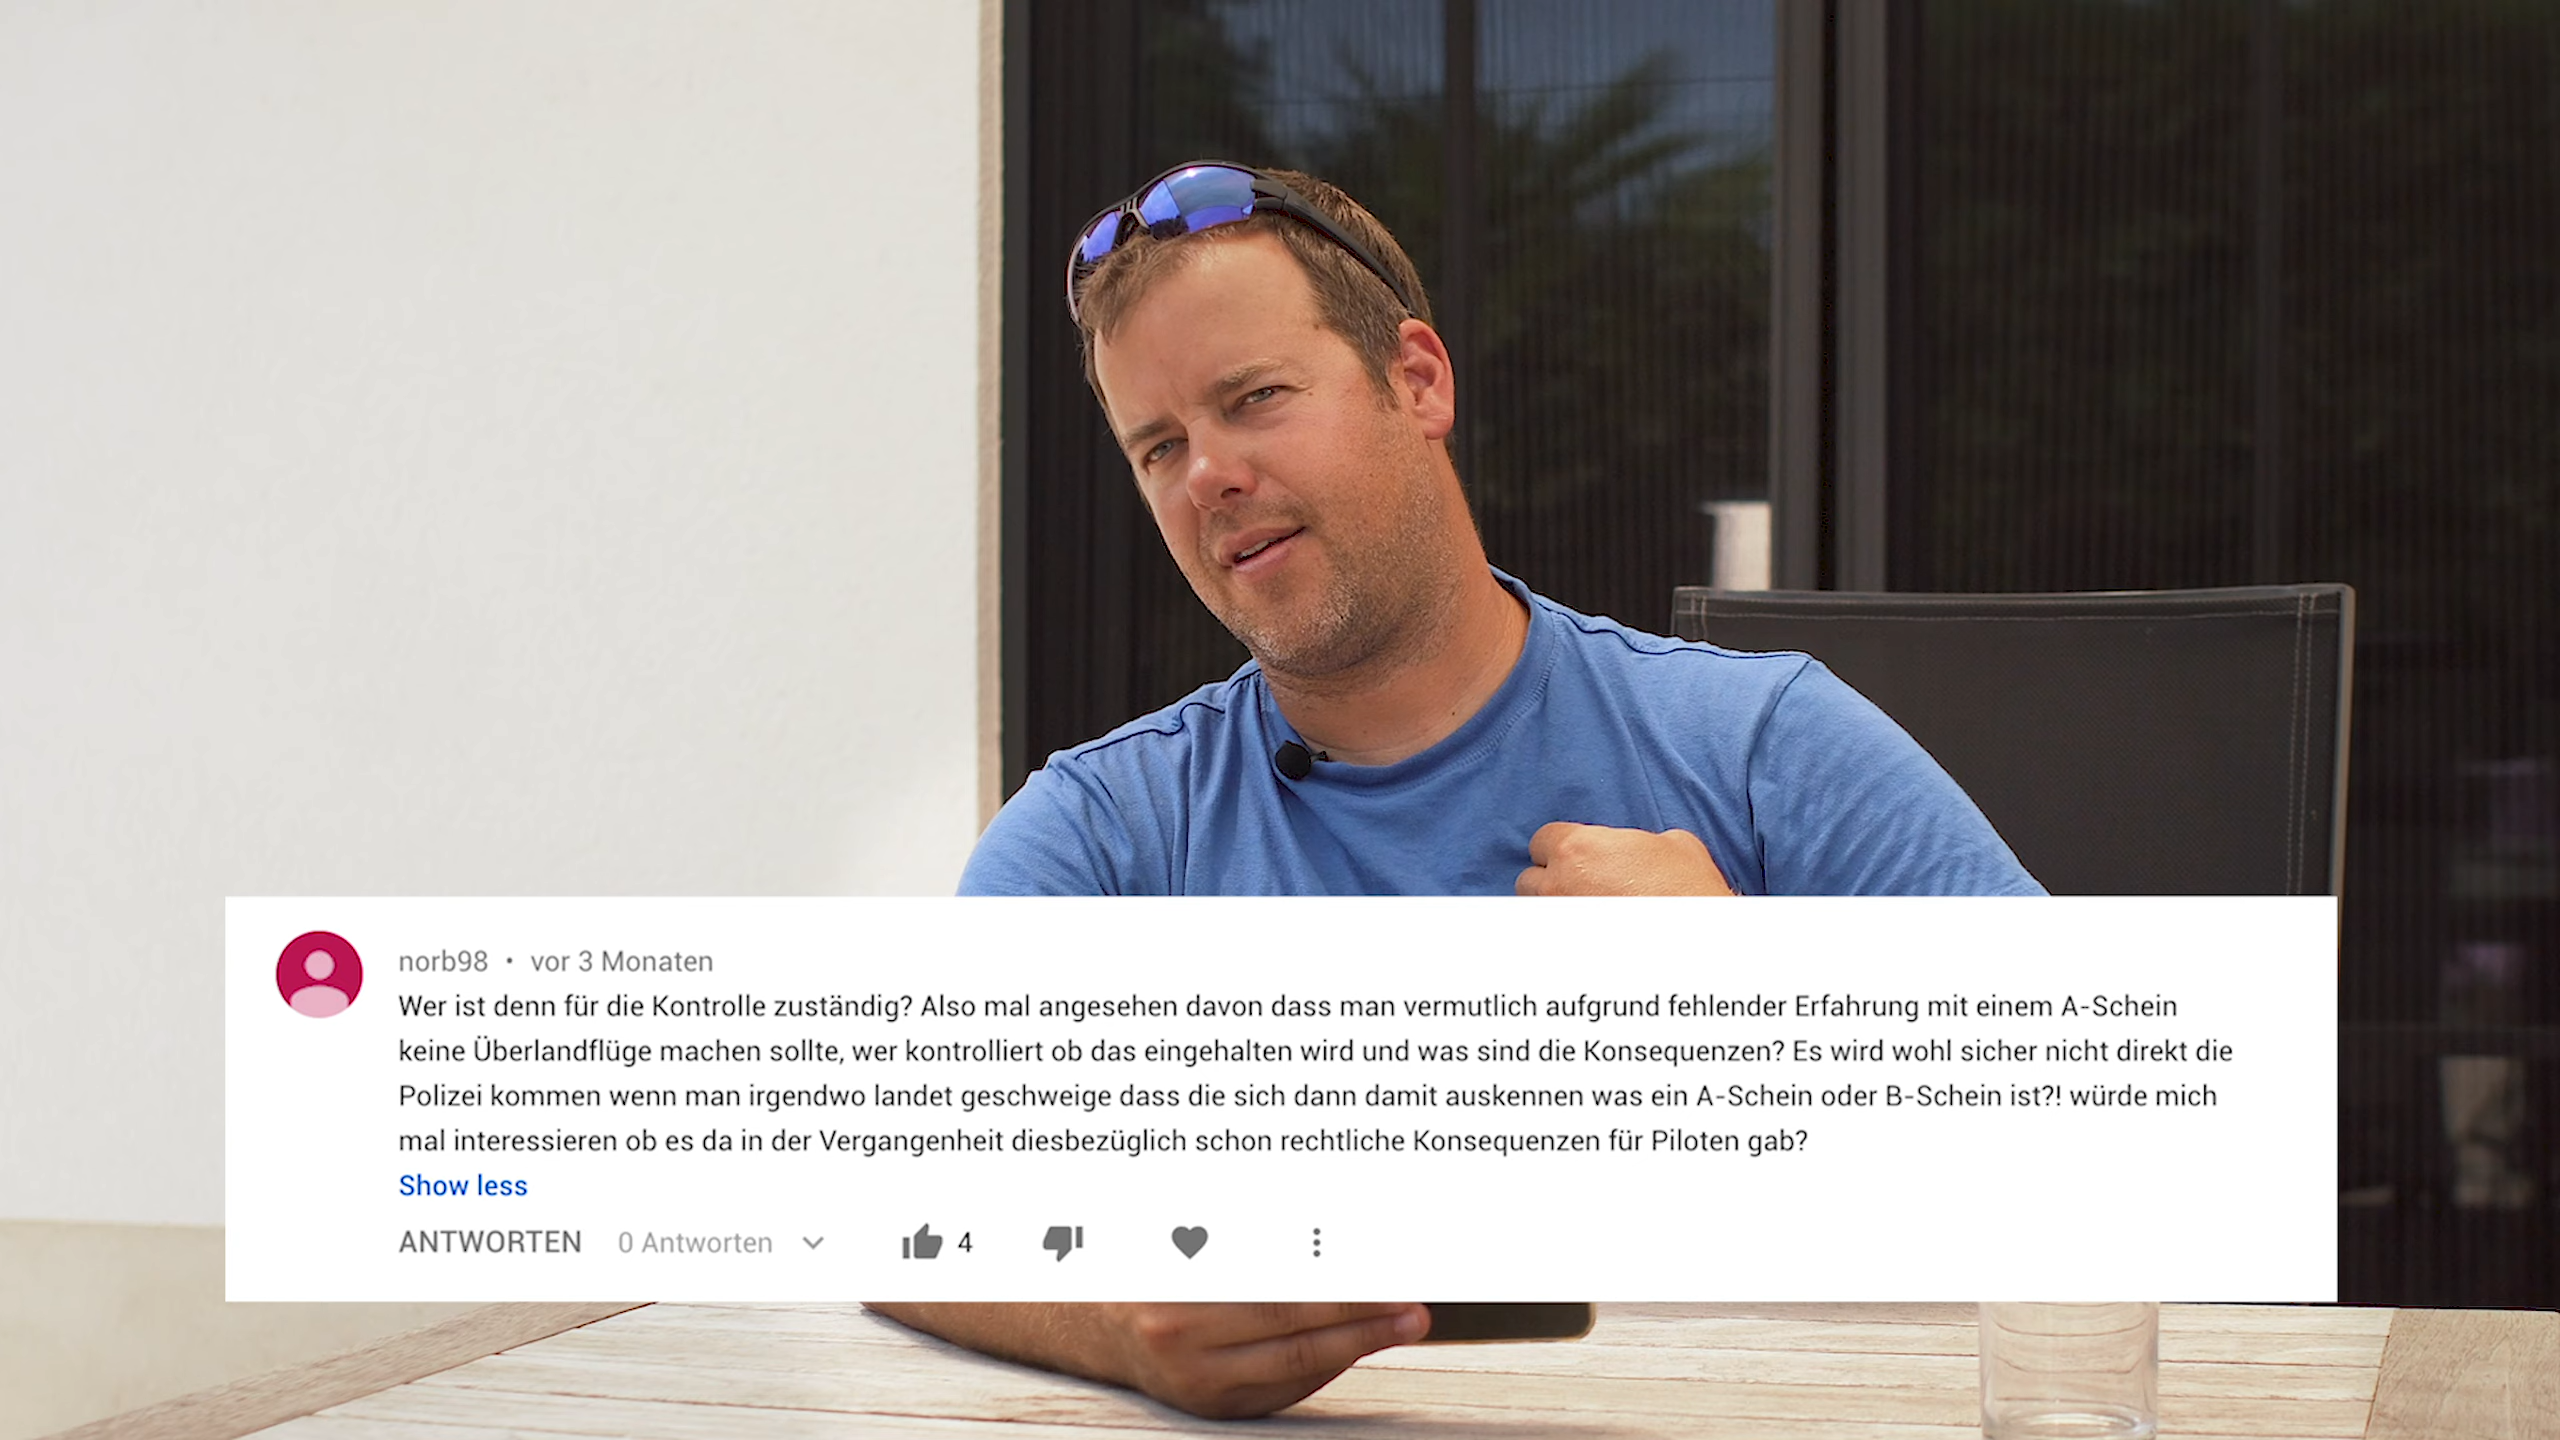 norb98 • vor 3 Monaten
Wer ist denn für die Kontrolle zuständig? Also mal angesehen davon dass man vermutlich aufgrund fehlender Erfahrung mit einem A-Schein
keine Überlandflüge machen sollte, wer kontrolliert ob das eingehalten wird und was sind die Konsequenzen? Es wird wohl sicher nicht direkt die
Polizei kommen wenn man irgendwo landet geschweige dass die sich dann damit auskennen was ein A-Schein oder B-Schein ist?! würde mich
mal interessieren ob es da in der Vergangenheit diesbezüglich schon rechtliche Konsequenzen für Piloten gab?
Show less
ANTWORTEN 0 Antworten 4